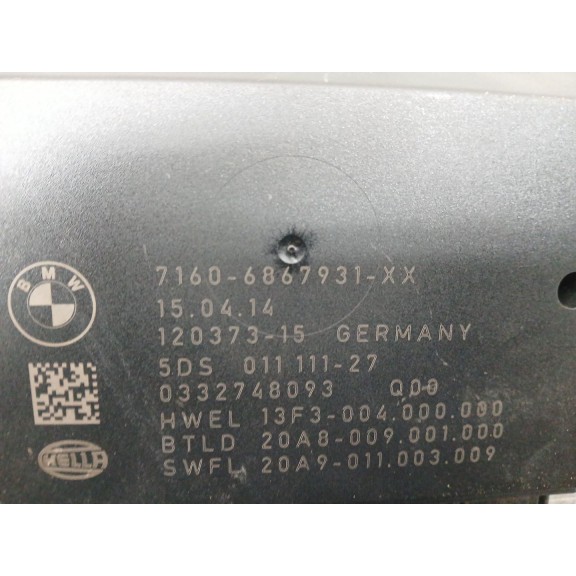 BMW
7160-6867931-XX
15.04.14
120373-15 GERMANY
5DS 011 111-27
0332748093 Q00
HWEL 13F3-004.000.000
BTLD 20A8-009.001.000
HELLA SWFL 20A9-011.003.009